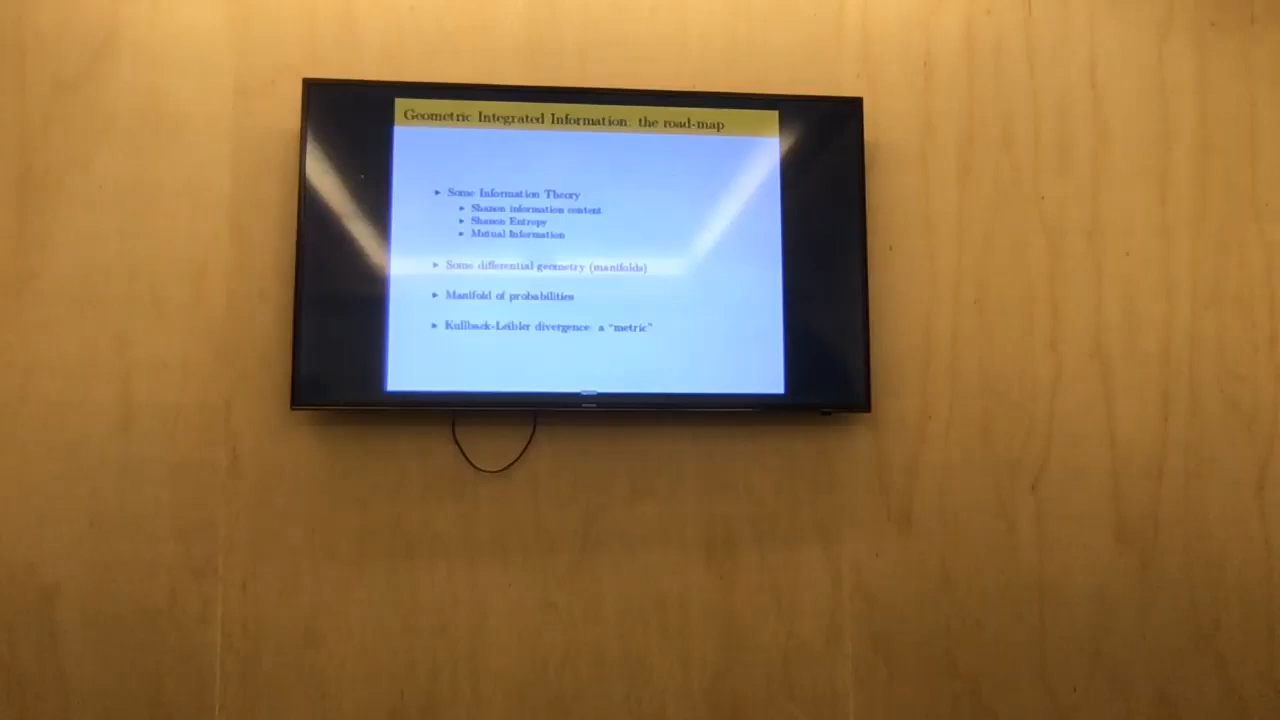 Geometric Integrated Information: the road-map
Some Information Theory
Shanon information content
Shanon Entropy
Mutual Information
Some differential geometry (manifolds)
Manifold of probabilities
Kullback-Leibler divergence: a "metric"